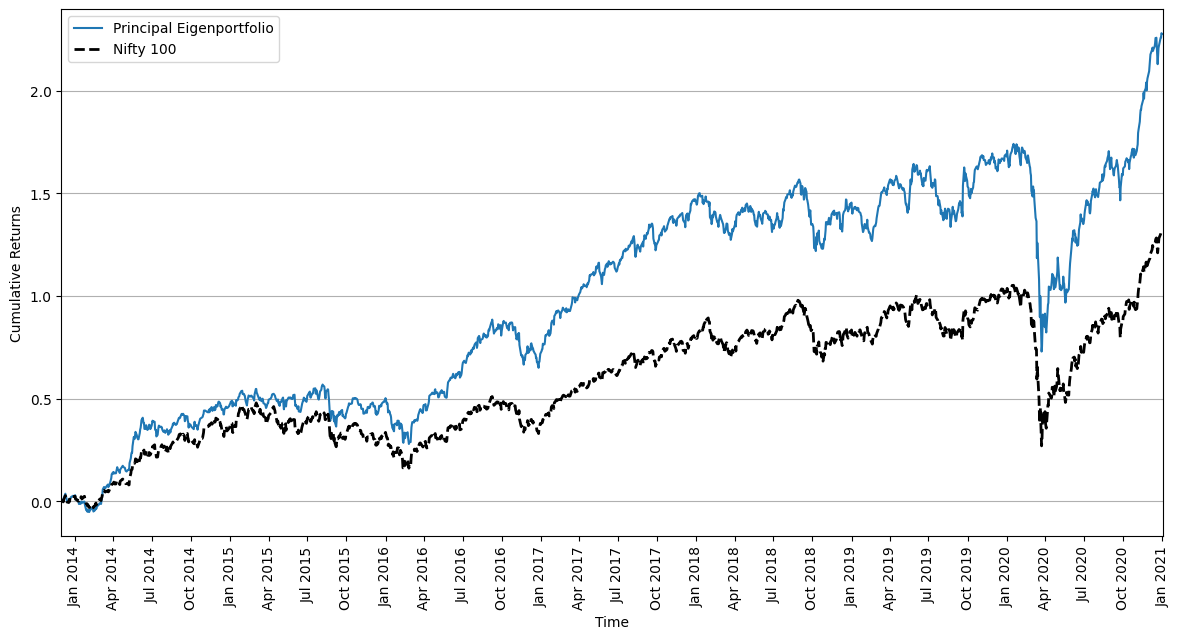 Principal Eigenportfolio
Nifty 100
Cumulative Returns
2.0
1.5
1.0
0.5
0.0
Jan 2014
Apr 2014
Jul 2014
Oct 2014
Jan 2015
Apr 2015
Jul 2015
Oct 2015
Jan 2016
Apr 2016
Jul 2016
Oct 2016
Jan 2017
Apr 2017
Jul 2017
Oct 2017
Jan 2018
Apr 2018
Jul 2018
Oct 2018
Jan 2019
Apr 2019
Jul 2019
Oct 2019
Jan 2020
Apr 2020
Jul 2020
Oct 2020
Jan 2021
Time